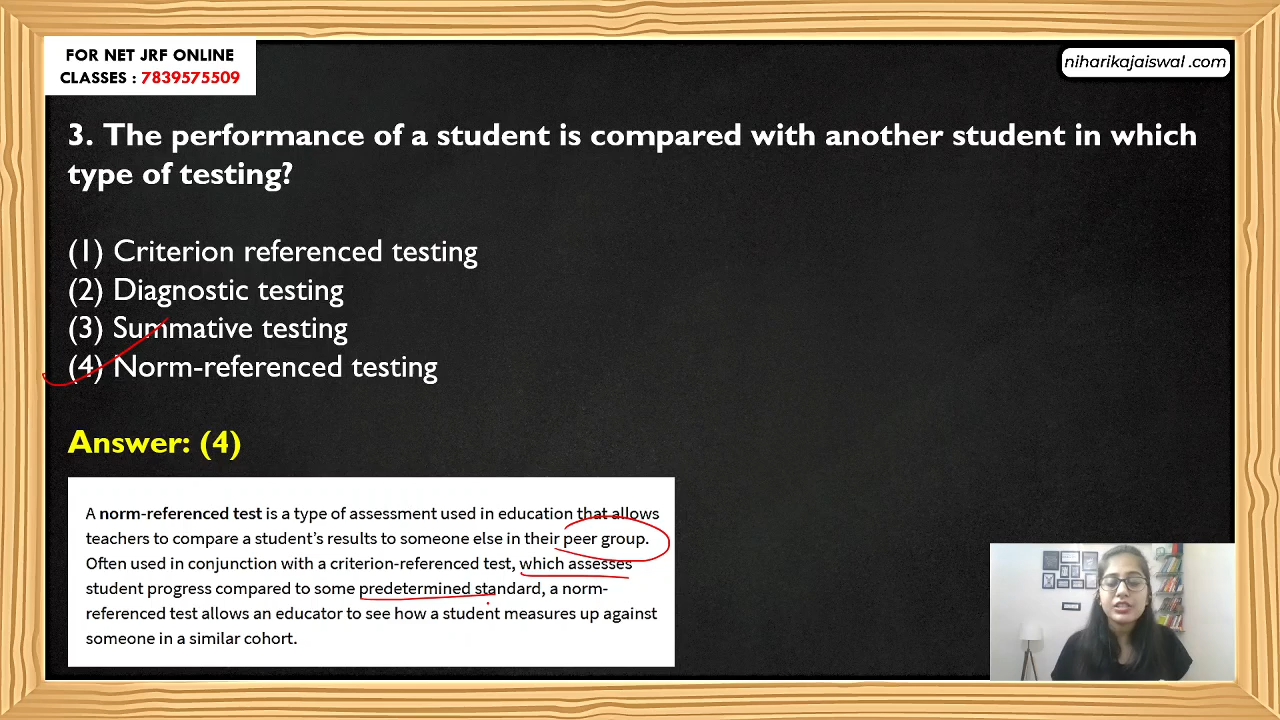 FOR NET JRF ONLINE
CLASSES : 7839575509
niharikajaiswal .com
3. The performance of a student is compared with another student in which
type of testing?
(1) Criterion referenced testing
(2) Diagnostic testing
(3) Summative testing
(4) Norm-referenced testing
Answer: (4)
A norm-referenced test is a type of assessment used in education that allows
teachers to compare a student’s results to someone else in their peer group.
Often used in conjunction with a criterion-referenced test, which assesses
student progress compared to some predetermined standard, a norm-
referenced test allows an educator to see how a student measures up against
someone in a similar cohort.